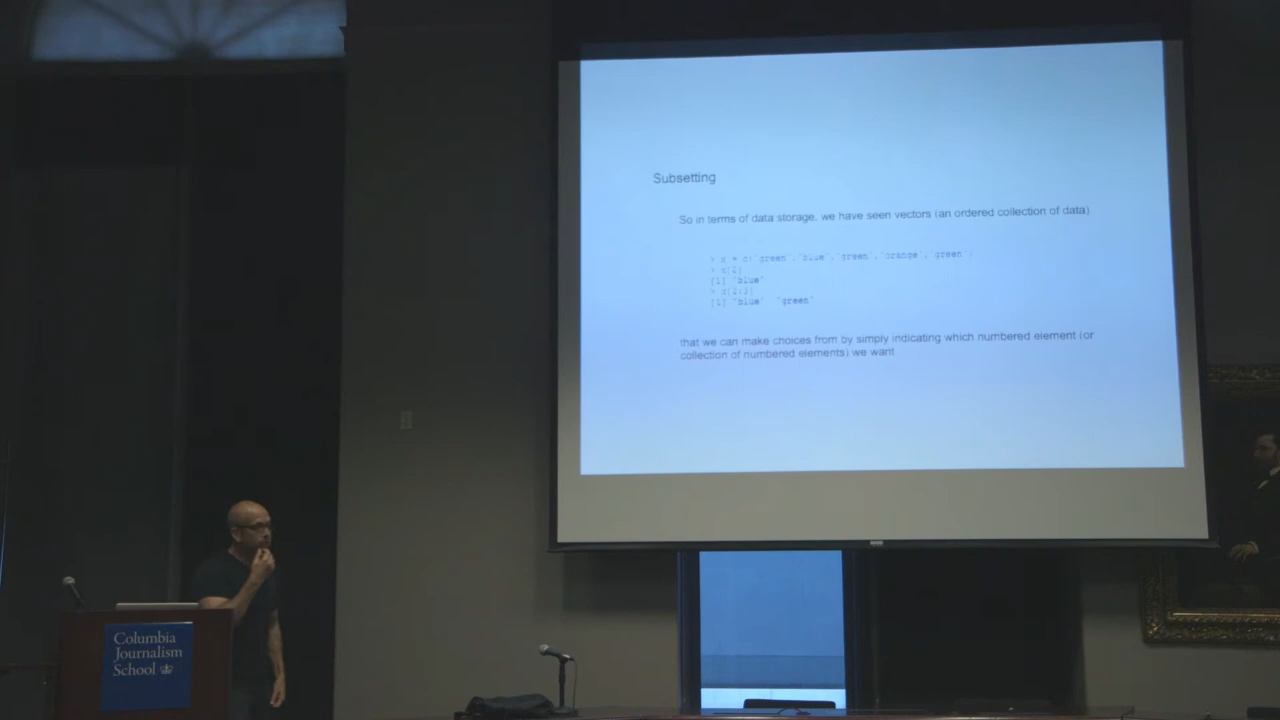 Subsetting
So in terms of data storage, we have seen vectors (an ordered collection of data)
> x = c("green","blue","green","orange","green")
> x[2]
[1] "blue"
> x[2:3]
[1] "blue" "green"
that we can make choices from by simply indicating which numbered element (or
collection of numbered elements) we want
Columbia
Journalism
School